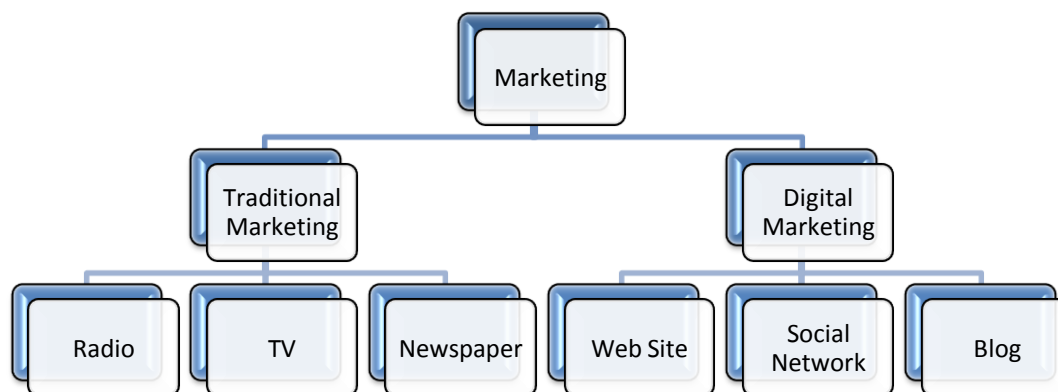 Marketing
Traditional
Marketing
Digital
Marketing
Radio
TV
Newspaper
Web Site
Social
Network
Blog